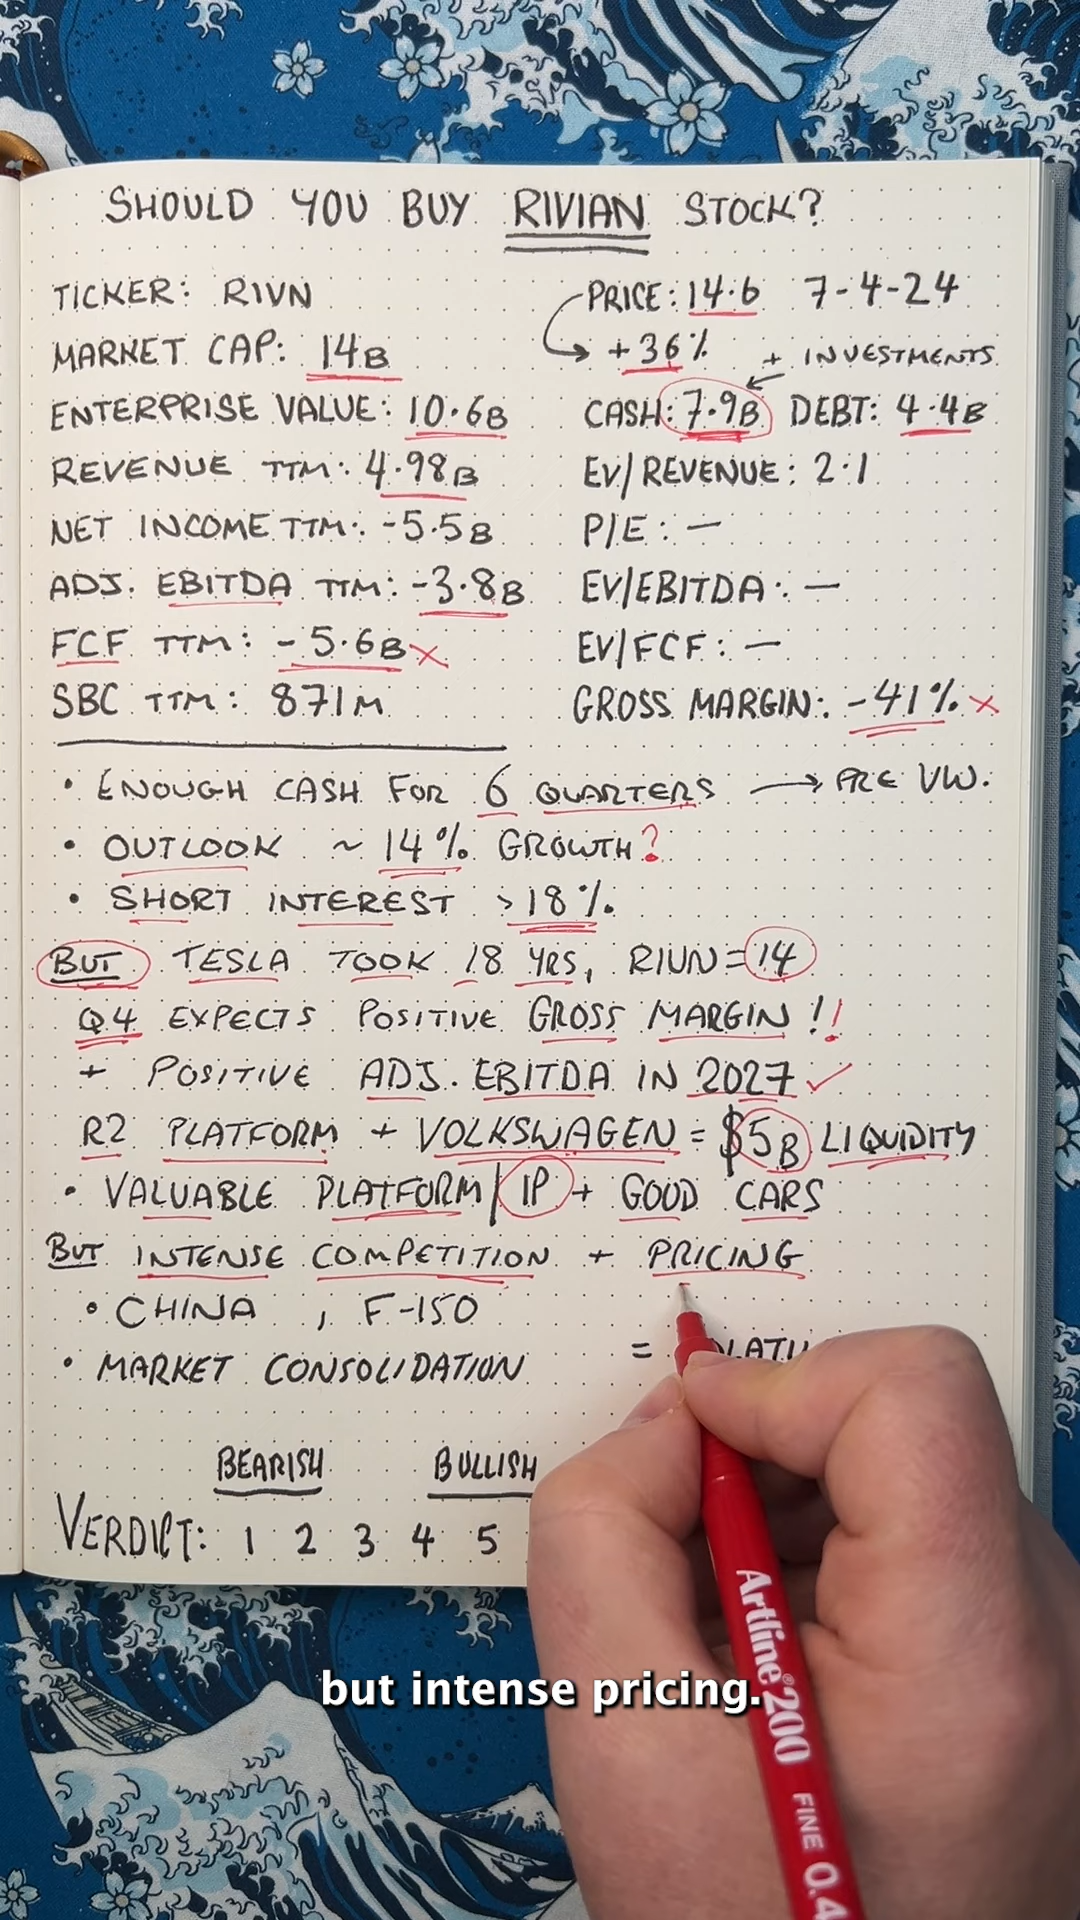 SHOULD YOU BUY RIVIAN STOCK?
TICKER: RIVN
PRICE: 14.6 7-4-24
MARKET CAP: 14B
+36%
+ INVESTMENTS
ENTERPRISE VALUE: 10.6B
CASH: 7.9B DEBT: 4.4B
REVENUE TTM: 4.98B
EV/REVENUE: 2.1
NET INCOME TTM: -5.5B
P/E: —
ADJ. EBITDA TTM: -3.8B
EV/EBITDA: —
FCF TTM: -5.6B x
EV/FCF: —
SBC TTM: 871M
GROSS MARGIN: -41% x
• ENOUGH CASH FOR 6 QUARTERS → PRE VW.
• OUTLOOK ~ 14% GROWTH?
• SHORT INTEREST > 18%
BUT TESLA TOOK 18 YRS, RIVN = 14
Q4 EXPECTS POSITIVE GROSS MARGIN !!
+ POSITIVE ADJ. EBITDA IN 2027 ✓
R2 PLATFORM + VOLKSWAGEN = $5B LIQUIDITY
• VALUABLE PLATFORM/IP + GOOD CARS
BUT INTENSE COMPETITION + PRICING
• CHINA , F-150
=
• MARKET CONSOLIDATION
BEARISH BULLISH
VERDICT: 1 2 3 4 5
but intense pricing.
Artline® 200 FINE 0.4